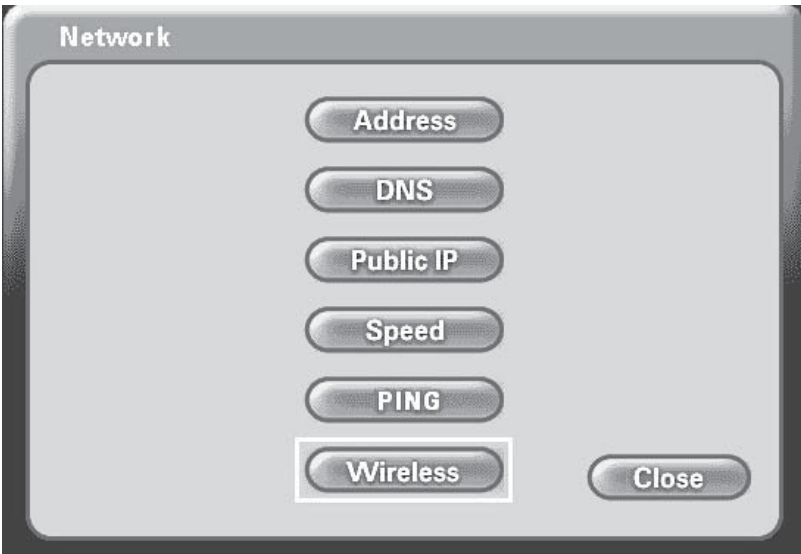 Network
Address
DNS
Public IP
Speed
PING
Wireless
Close